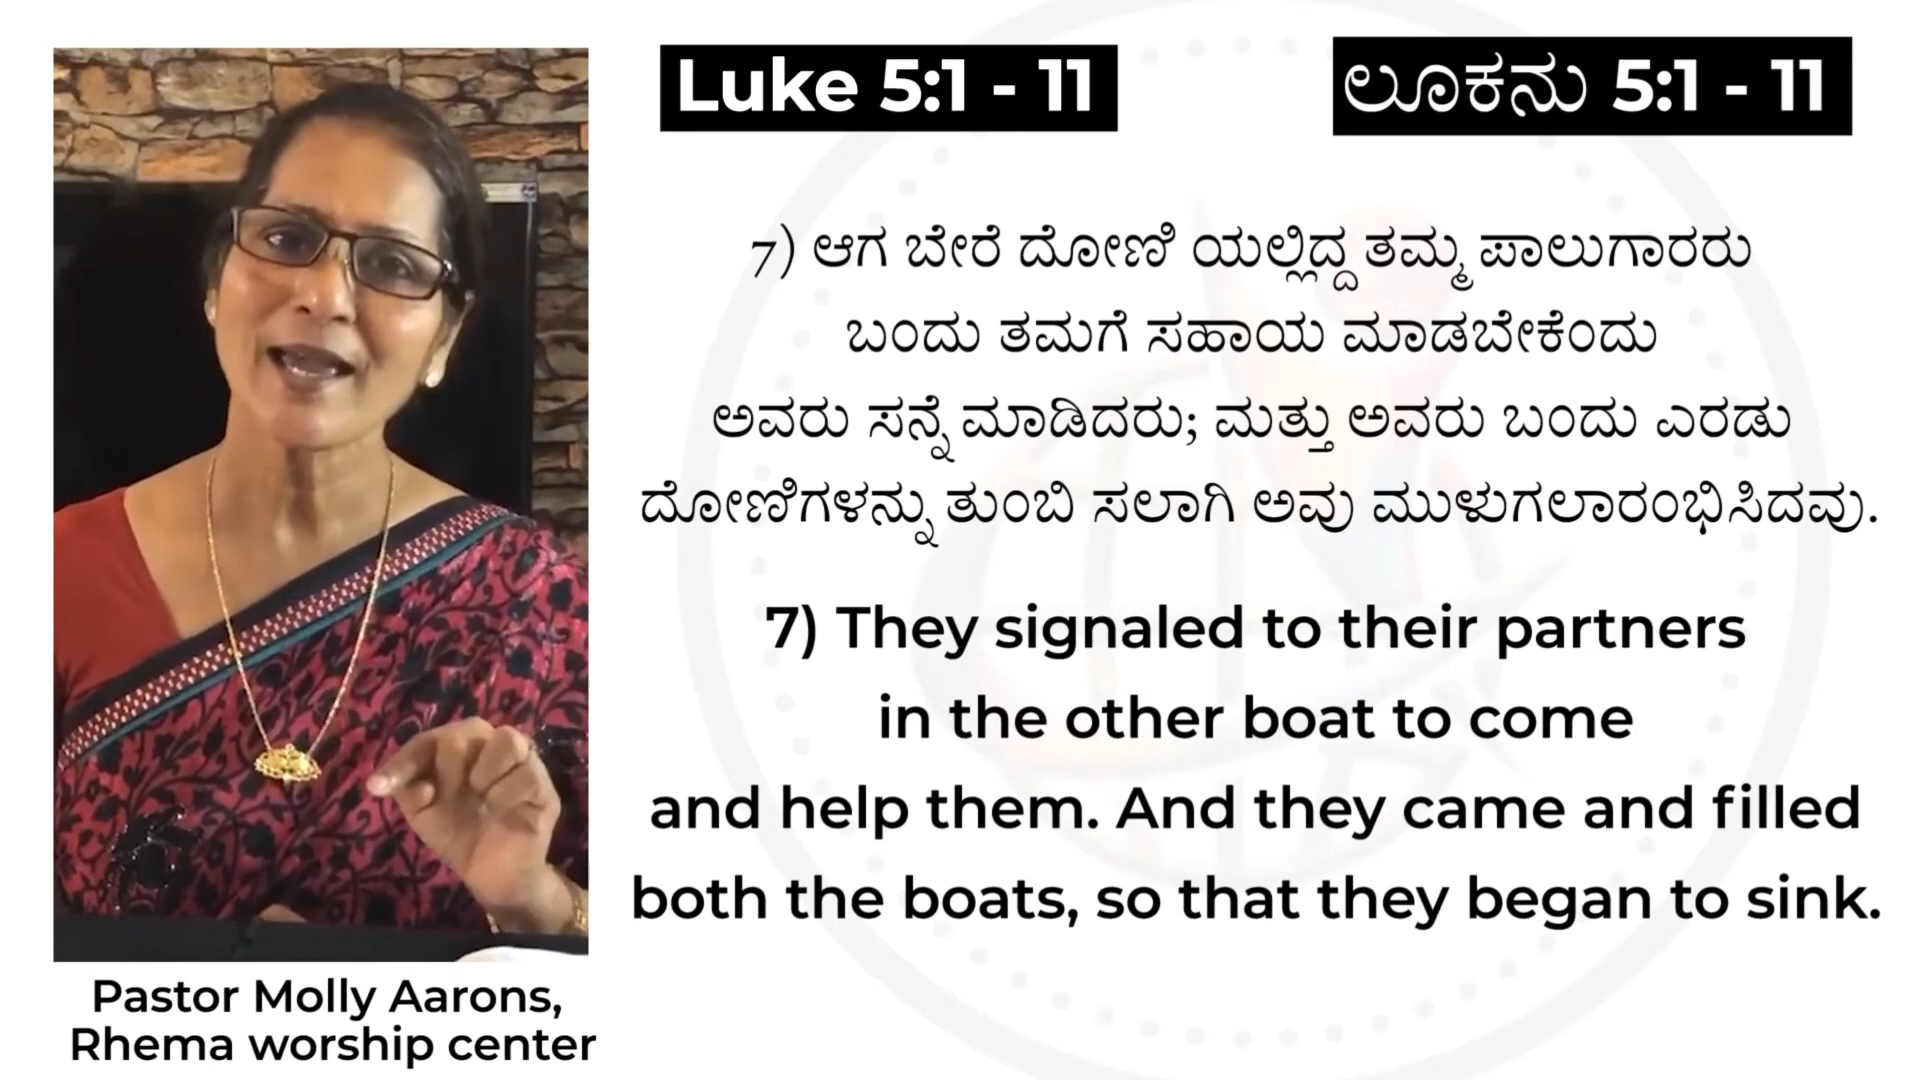 Luke 5:1 - 11
ಲೂಕನು 5:1 - 11
7) ಆಗ ಬೇರೆ ದೋಣಿ ಯಲ್ಲಿದ್ದ ತಮ್ಮ ಪಾಲುಗಾರರು
ಬಂದು ತಮಗೆ ಸಹಾಯ ಮಾಡಬೇಕೆಂದು
ಅವರು ಸನ್ನೆ ಮಾಡಿದರು; ಮತ್ತು ಅವರು ಬಂದು ಎರಡು
ದೋಣಿಗಳನ್ನು ತುಂಬಿ ಸಲಾಗಿ ಅವು ಮುಳುಗಲಾರಂಭಿಸಿದವು.
7) They signaled to their partners
in the other boat to come
and help them. And they came and filled
both the boats, so that they began to sink.
Pastor Molly Aarons,
Rhema worship center